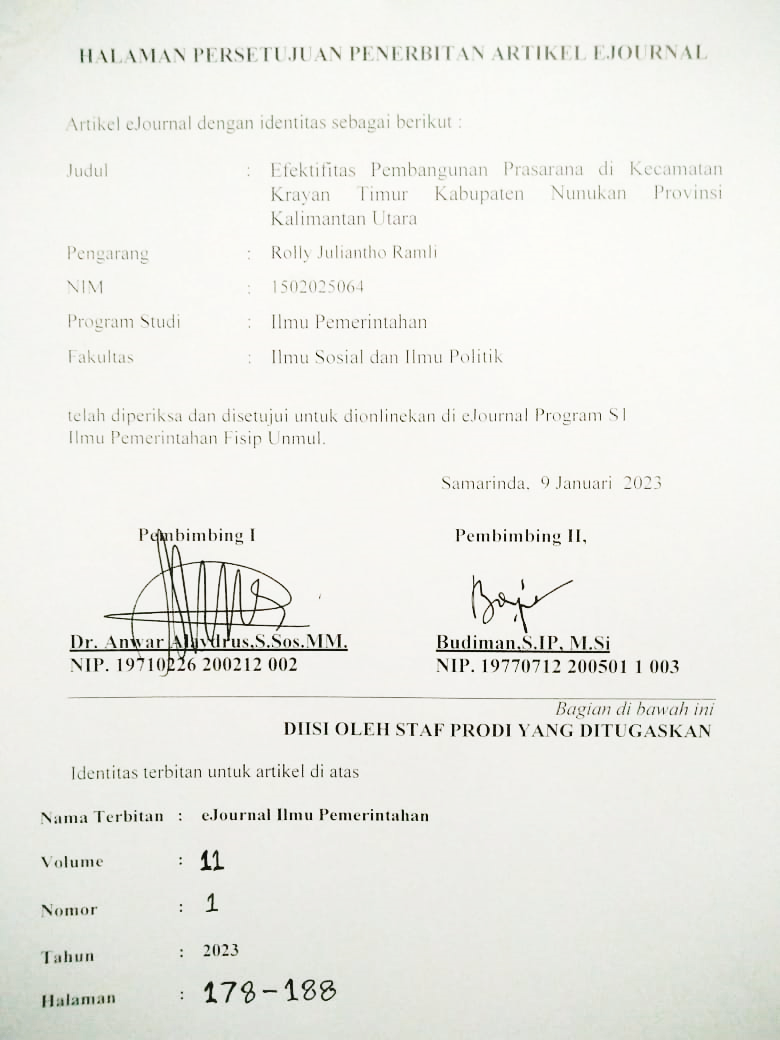 HALAMAN PERSETUJUAN PENERBITAN ARTIKEL EJOURNAL
Artikel eJournal dengan identitas sebagai berikut :
Judul : Efektifitas Pembangunan Prasarana di Kecamatan
Krayan Timur Kabupaten Nunukan Provinsi
Kalimantan Utara
Pengarang : Rolly Juliantho Ramli
NIM : 1502025064
Program Studi : Ilmu Pemerintahan
Fakultas : Ilmu Sosial dan Ilmu Politik
telah diperiksa dan disetujui untuk dionlinekan di eJournal Program S1
Ilmu Pemerintahan Fisip Unmul.
Samarinda, 9 Januari 2023
Pembimbing I Pembimbing II,
Dr. Anwar Alaydrus,S.Sos.MM. Budiman,S.IP, M.Si
NIP. 19710226 200212 002 NIP. 19770712 200501 1 003
Bagian di bawah ini
DIISI OLEH STAF PRODI YANG DITUGASKAN
Identitas terbitan untuk artikel di atas
Nama Terbitan : eJournal Ilmu Pemerintahan
Volume : 11
Nomor : 1
Tahun : 2023
Halaman : 178-188